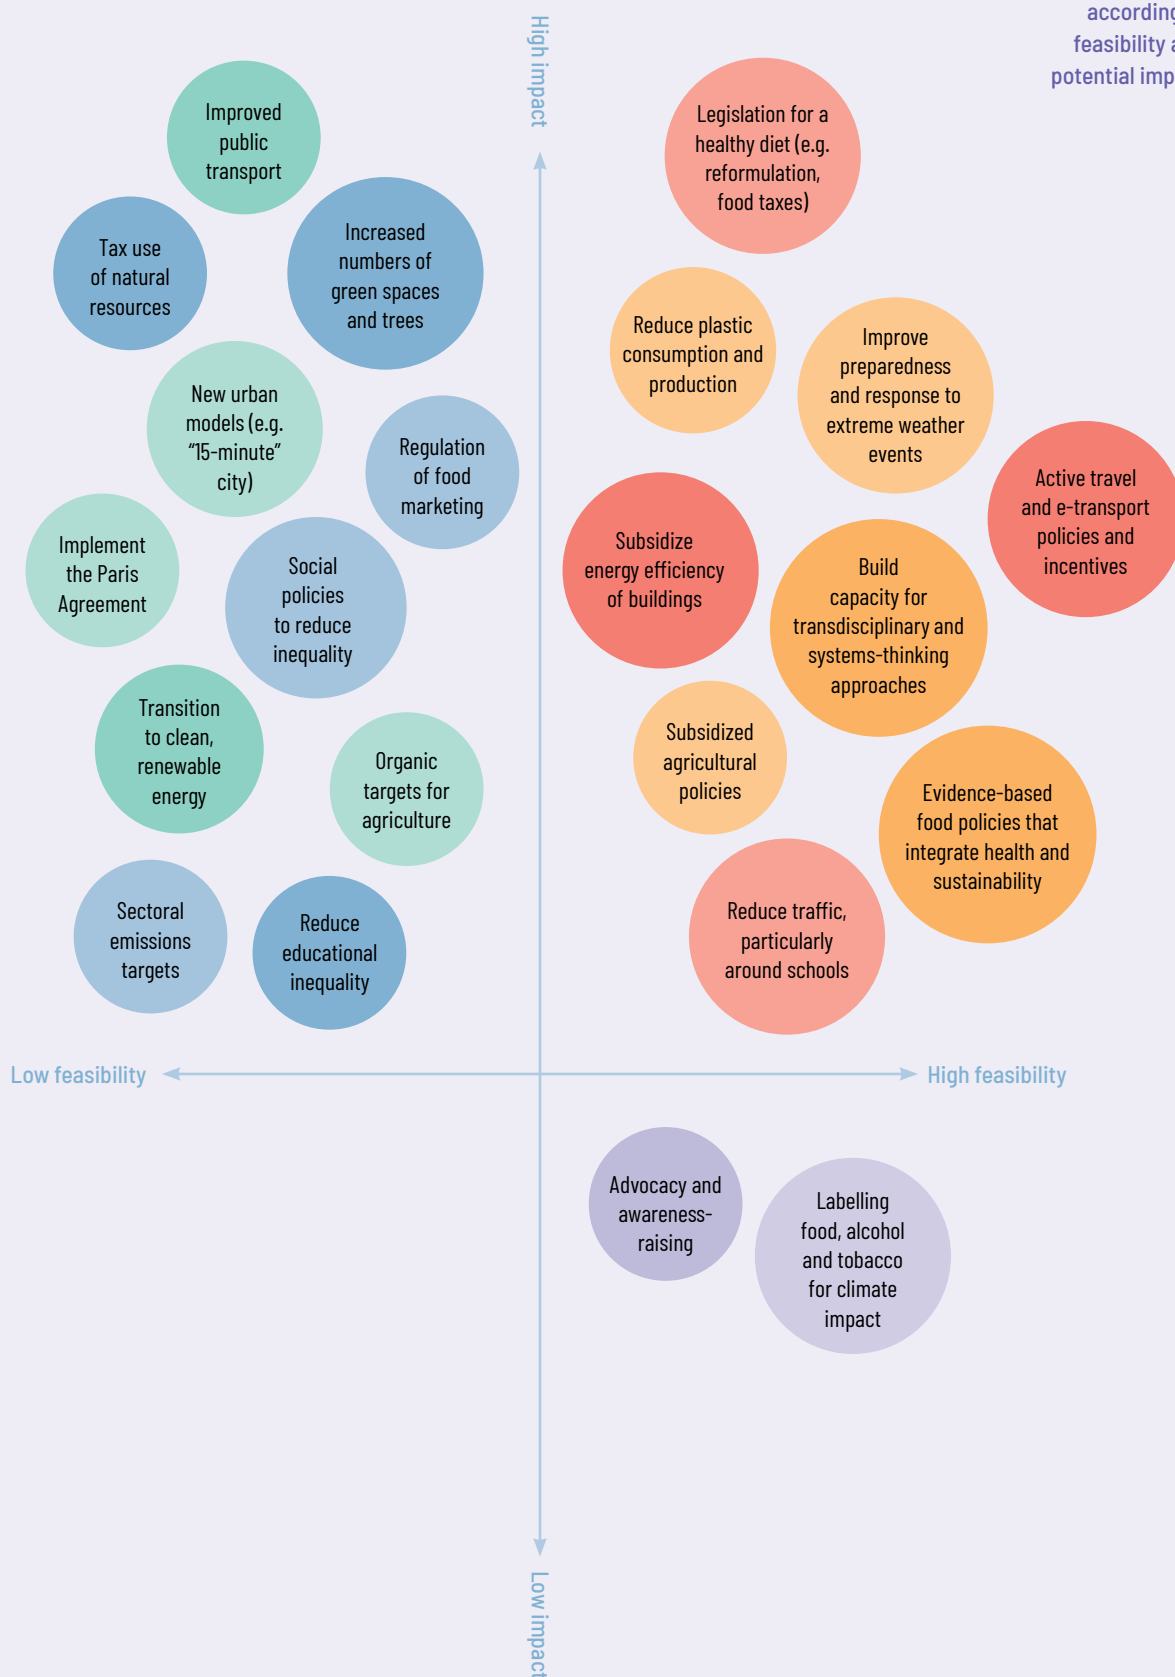 according
feasibility a
potential imp
High impact
Improved
public
transport
Legislation for a
healthy diet (e.g.
reformulation,
food taxes)
Tax use
of natural
resources
Increased
numbers of
green spaces
and trees
Reduce plastic
consumption and
production
Improve
preparedness
and response to
extreme weather
events
New urban
models (e.g.
“15-minute”
city)
Regulation
of food
marketing
Active travel
and e-transport
policies and
incentives
Implement
the Paris
Agreement
Social
policies
to reduce
inequality
Subsidize
energy efficiency
of buildings
Build
capacity for
transdisciplinary and
systems-thinking
approaches
Transition
to clean,
renewable
energy
Organic
targets for
agriculture
Subsidized
agricultural
policies
Evidence-based
food policies that
integrate health and
sustainability
Sectoral
emissions
targets
Reduce
educational
inequality
Reduce traffic,
particularly
around schools
Low feasibility
High feasibility
Advocacy and
awareness-
raising
Labelling
food, alcohol
and tobacco
for climate
impact
Low impact